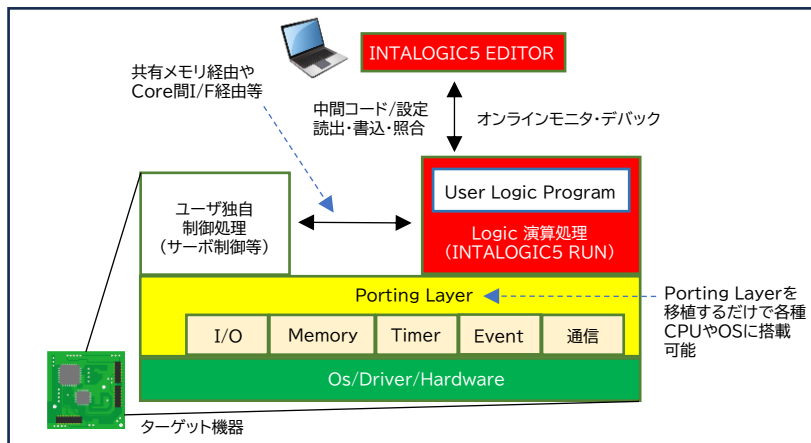 INTALOGIC5 EDITOR
共有メモリ経由や
Core間I/F経由等
中間コード/設定
読出・書込・照合
オンラインモニタ・デバック
User Logic Program
ユーザ独自
制御処理
（サーボ制御等）
Logic 演算処理
（INTALOGIC5 RUN）
Porting Layer
Porting Layerを
移植するだけで各種
CPUやOSに搭載
可能
I/O
Memory
Timer
Event
通信
Os/Driver/Hardware
ターゲット機器